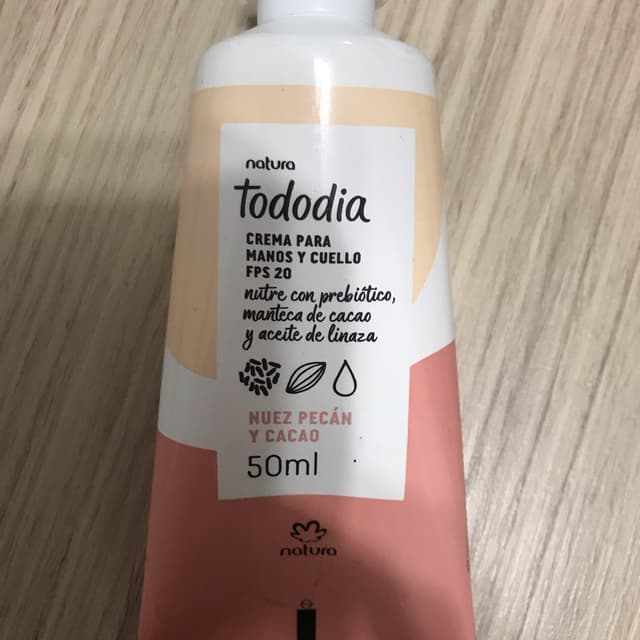 natura
tododia
CREMA PARA
MANOS Y CUELLO
FPS 20
nutre con prebiótico,
manteca de cacao
y aceite de linaza
NUEZ PECÁN
Y CACAO
50ml
natura